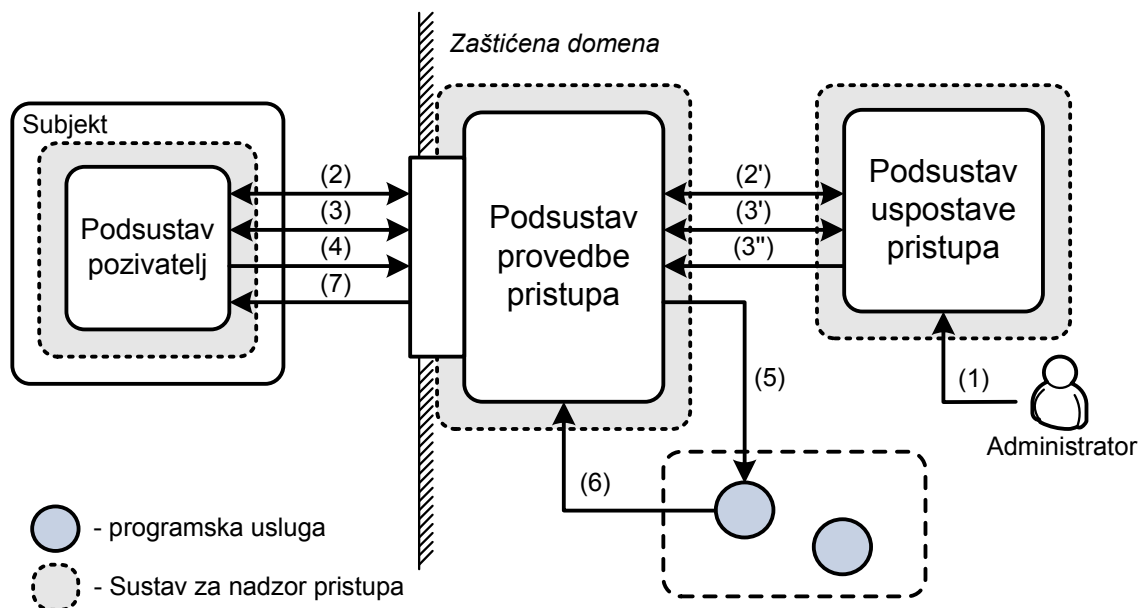 Zaštićena domena
Subjekt
Podsustav
pozivatelj
(2)
(3)
(4)
(7)
Podsustav
provedbe
pristupa
(2')
(3')
(3'')
Podsustav
uspostave
pristupa
(1)
Administrator
(5)
(6)
- programska usluga
- Sustav za nadzor pristupa